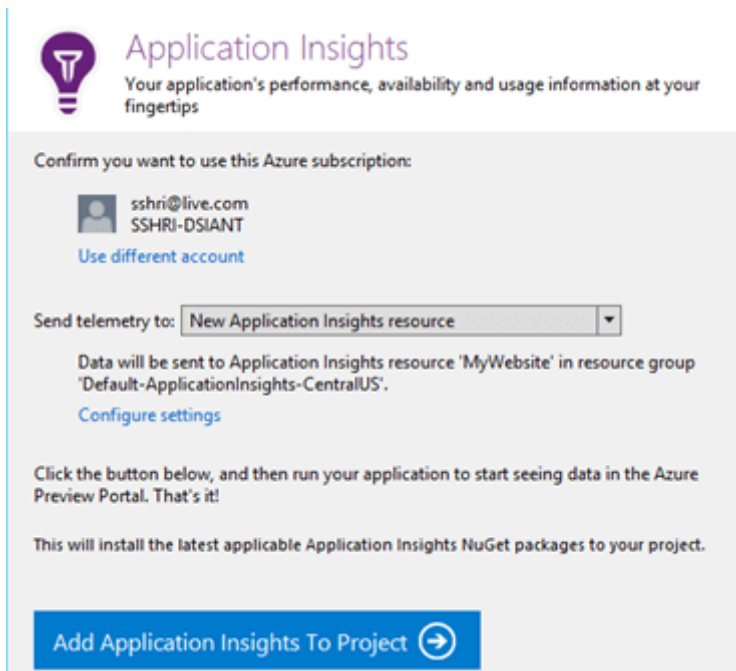 Application Insights
Your application's performance, availability and usage information at your
fingertips
Confirm you want to use this Azure subscription:
sshri@live.com
SSHRI-DSIANT
Use different account
Send telemetry to: New Application Insights resource
Data will be sent to Application Insights resource 'MyWebsite' in resource group
'Default-ApplicationInsights-CentralUS'.
Configure settings
Click the button below, and then run your application to start seeing data in the Azure
Preview Portal. That's it!
This will install the latest applicable Application Insights NuGet packages to your project.
Add Application Insights To Project